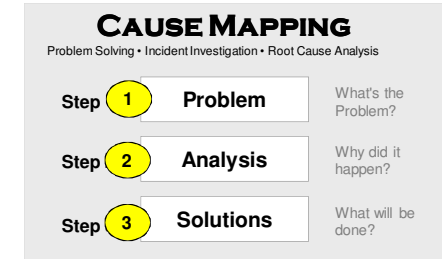 CAUSE MAPPING
Problem Solving • Incident Investigation • Root Cause Analysis
Step 1 Problem What's the
Problem?
Step 2 Analysis Why did it
happen?
Step 3 Solutions What will be
done?